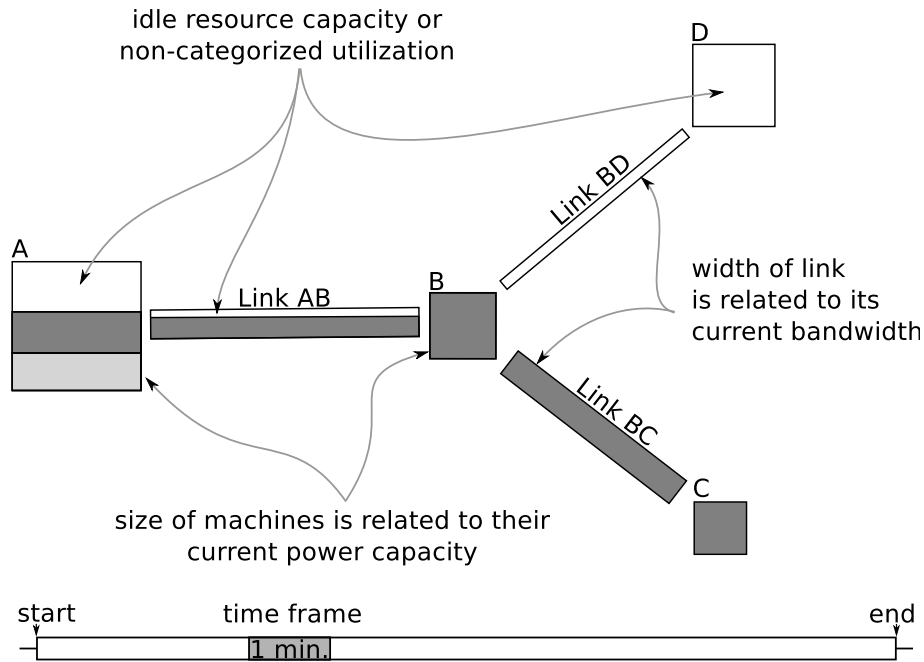 idle resource capacity or
non-categorized utilization
D
Link BD
A
Link AB
B
width of link
is related to its
current bandwidth
Link BC
C
size of machines is related to their
current power capacity
start
time frame
end
1 min.